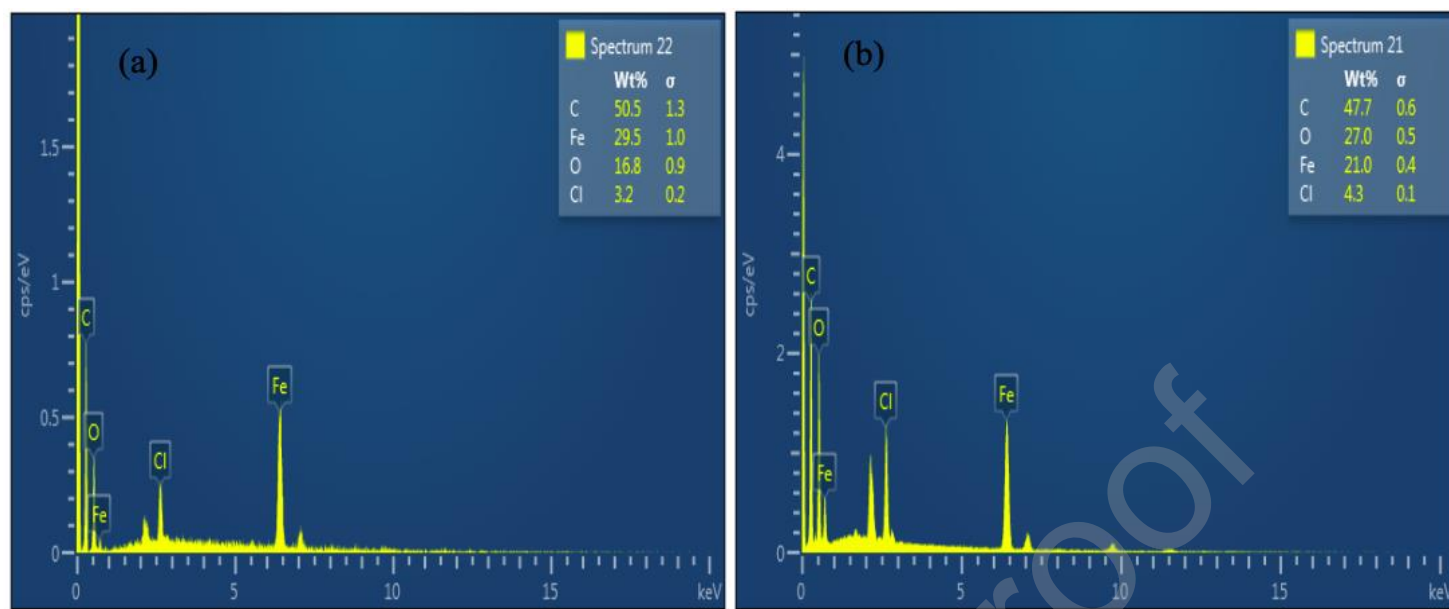 (a)
Spectrum 22
Wt% σ
C 50.5 1.3
Fe 29.5 1.0
O 16.8 0.9
Cl 3.2 0.2
1.5
1
0.5
0
cps/eV
C
O
Fe
Cl
Fe
0 5 10 15 keV
(b)
Spectrum 21
Wt% σ
C 47.7 0.6
O 27.0 0.5
Fe 21.0 0.4
Cl 4.3 0.1
4
2
0
cps/eV
C
O
Fe
Cl
Fe
0 5 10 15 keV
roof